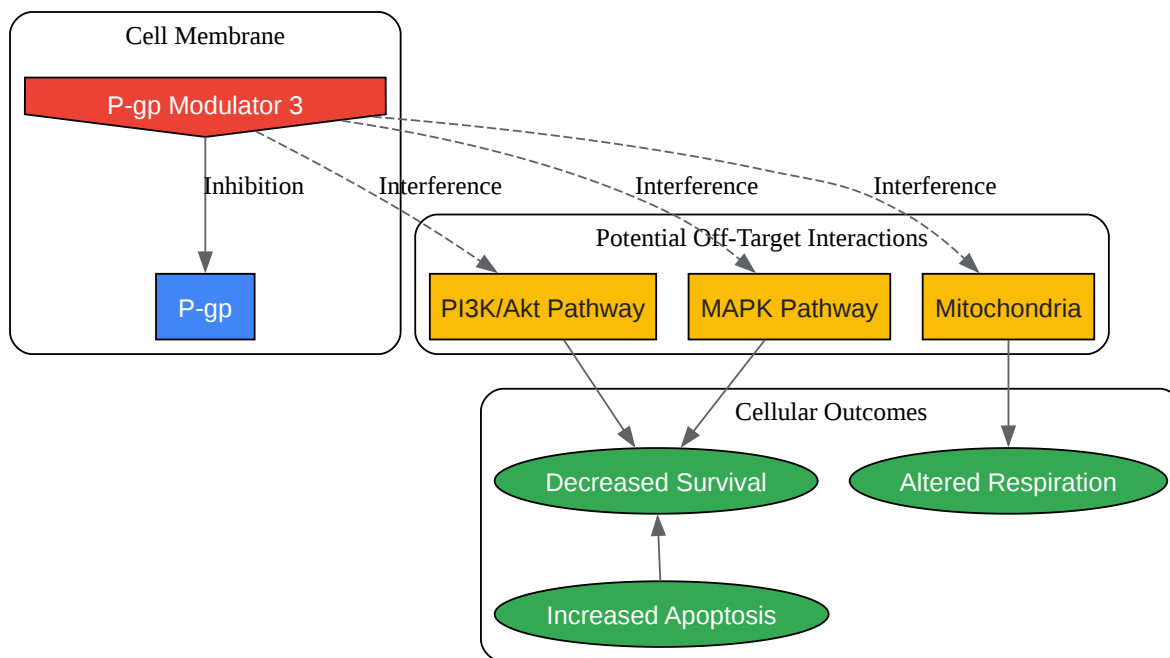 Cell Membrane
P-gp Modulator 3
Inhibition
Interference
Interference
Interference
Potential Off-Target Interactions
P-gp
PI3K/Akt Pathway
MAPK Pathway
Mitochondria
Cellular Outcomes
Decreased Survival
Altered Respiration
Increased Apoptosis